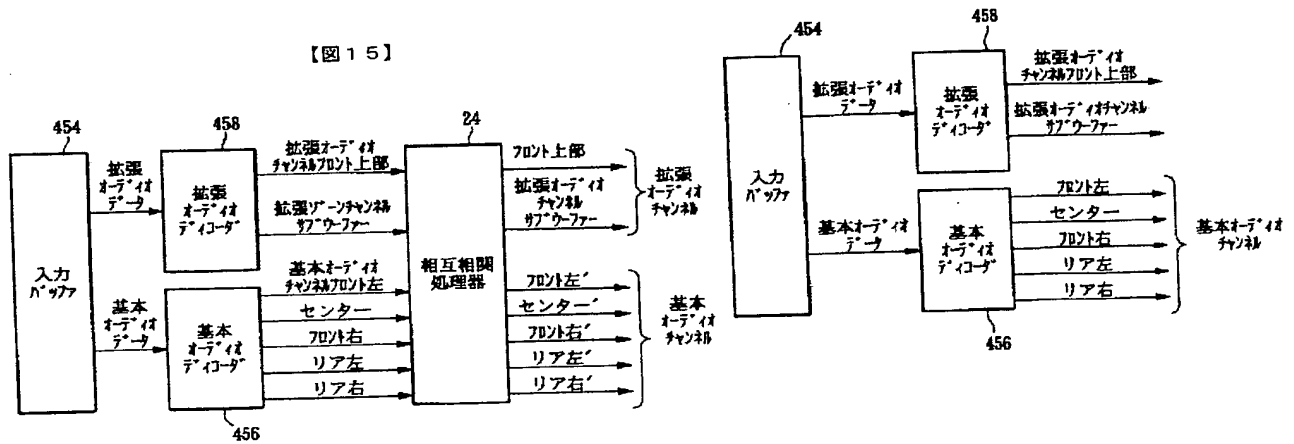 【図15】
454
458
24
入力
バッファ
拡張
オーディオ
データ
拡張
オーディオ
ディコーダ
拡張オーディオ
チャンネルフロント上部
拡張ゾーンチャンネル
サブウーファー
基本
オーディオ
データ
基本
オーディオ
ディコーダ
456
基本オーディオ
チャンネルフロント左
センター
フロント右
リア左
リア右
相互相関
処理器
フロント上部
拡張オーディオ
チャンネル
サブウーファー
拡張
オーディオ
チャンネル
フロント左′
センター′
フロント右′
リア左′
リア右′
基本
オーディオ
チャンネル
454
458
入力
バッファ
拡張オーディオ
データ
拡張
オーディオ
ディコーダ
拡張オーディオ
チャンネルフロント上部
拡張オーディオチャンネル
サブウーファー
基本オーディオ
データ
基本
オーディオ
ディコーダ
456
フロント左
センター
フロント右
リア左
リア右
基本オーディオ
チャンネル